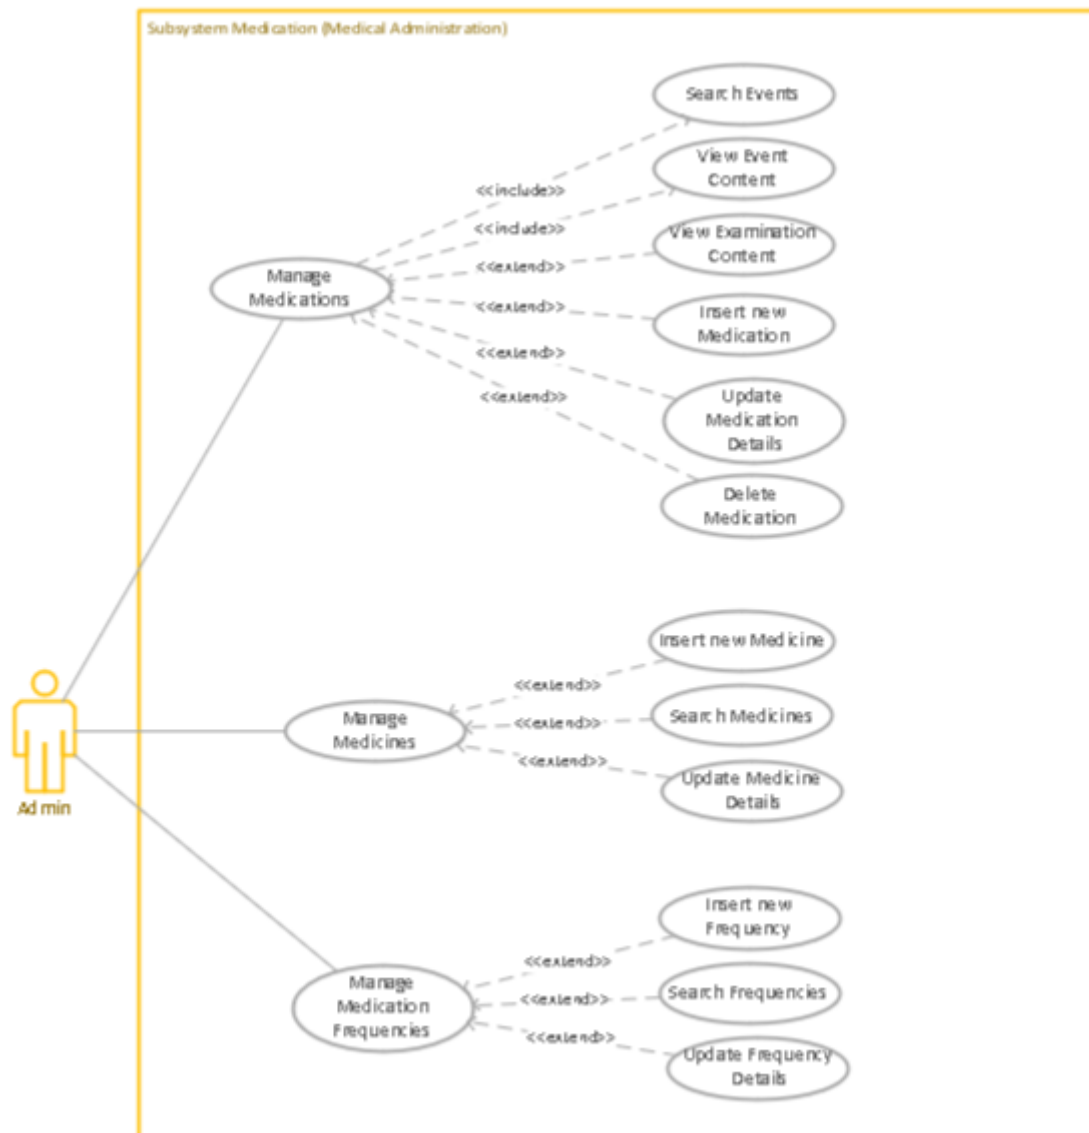 Subsystem Medication (Medical Administration)
Search Events
View Event
Content
<<include>>
<<include>>
View Examination
Content
<<extend>>
Manage
Medications
<<extend>>
Insert new
Medication
<<extend>>
<<extend>>
Update
Medication
Details
Delete
Medication
Insert new Medicine
<<extend>>
Manage
Medicines
<<extend>>
Search Medicines
<<extend>>
Update Medicine
Details
Admin
Insert new
Frequency
<<extend>>
Manage
Medication
Frequencies
<<extend>>
Search Frequencies
<<extend>>
Update Frequency
Details